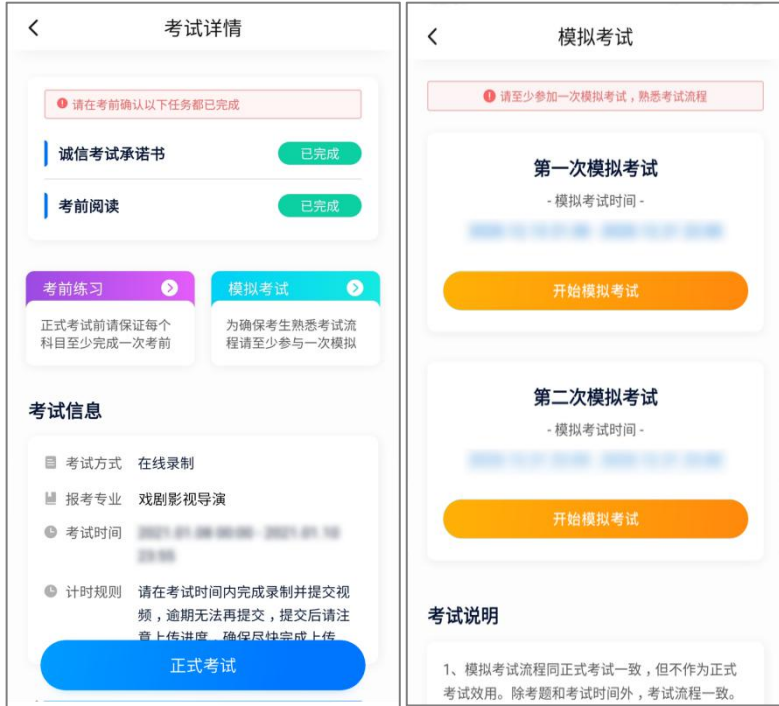 考试详情
请在考前确认以下任务都已完成
诚信考试承诺书
已完成
考前阅读
已完成
考前练习
正式考试前请保证每个
科目至少完成一次考前
模拟考试
为确保考生熟悉考试流
程请至少参与一次模拟
考试信息
考试方式 在线录制
报考专业 戏剧影视导演
考试时间
计时规则 请在考试时间内完成录制并提交视
频，逾期无法再提交，提交后请注
意上传进度，确保尽快完成上传
正式考试
模拟考试
请至少参加一次模拟考试，熟悉考试流程
第一次模拟考试
- 模拟考试时间 -
开始模拟考试
第二次模拟考试
- 模拟考试时间 -
开始模拟考试
考试说明
1、模拟考试流程同正式考试一致，但不作为正式
考试效用。除考题和考试时间外，考试流程一致。